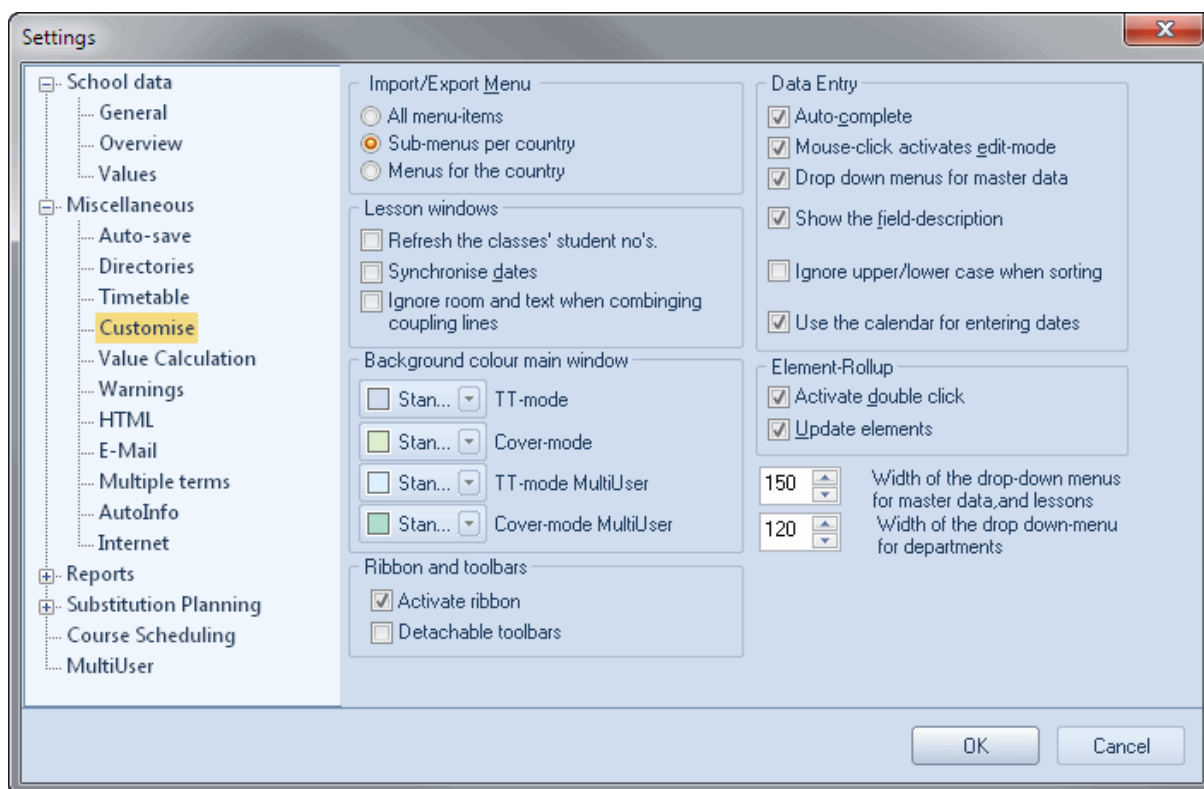 Settings
School data
General
Overview
Values
Miscellaneous
Auto-save
Directories
Timetable
Customise
Value Calculation
Warnings
HTML
E-Mail
Multiple terms
AutoInfo
Internet
Reports
Substitution Planning
Course Scheduling
MultiUser
Import/Export Menu
All menu-items
Sub-menus per country
Menus for the country
Lesson windows
Refresh the classes' student no's.
Synchronise dates
Ignore room and text when combinging
coupling lines
Background colour main window
Stan... TT-mode
Stan... Cover-mode
Stan... TT-mode MultiUser
Stan... Cover-mode MultiUser
Ribbon and toolbars
Activate ribbon
Detachable toolbars
Data Entry
Auto-complete
Mouse-click activates edit-mode
Drop down menus for master data
Show the field-description
Ignore upper/lower case when sorting
Use the calendar for entering dates
Element-Rollup
Activate double click
Update elements
150 Width of the drop-down menus
for master data,and lessons
120 Width of the drop down-menu
for departments
OK
Cancel